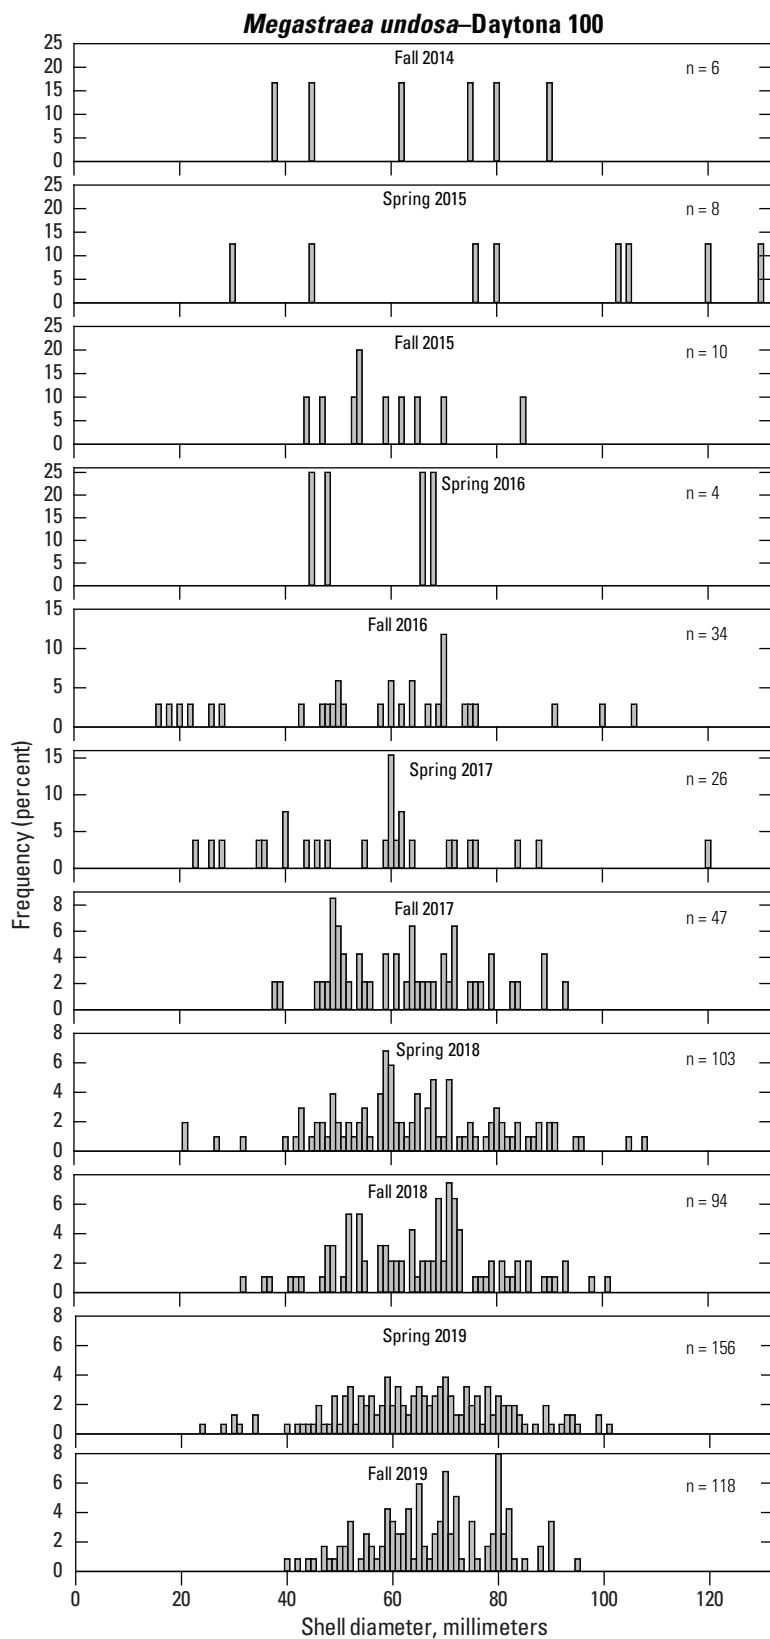 Megastraea undosa–Daytona 100
25
20
15
10
5
0
Fall 2014
n = 6
25
20
15
10
5
0
Spring 2015
n = 8
25
20
15
10
5
0
Fall 2015
n = 10
25
20
15
10
5
0
Spring 2016
n = 4
15
10
5
0
Fall 2016
n = 34
15
10
5
0
Spring 2017
n = 26
Frequency (percent)
8
6
4
2
0
Fall 2017
n = 47
8
6
4
2
0
Spring 2018
n = 103
8
6
4
2
0
Fall 2018
n = 94
8
6
4
2
0
Spring 2019
n = 156
8
6
4
2
0
Fall 2019
n = 118
0 20 40 60 80 100 120
Shell diameter, millimeters